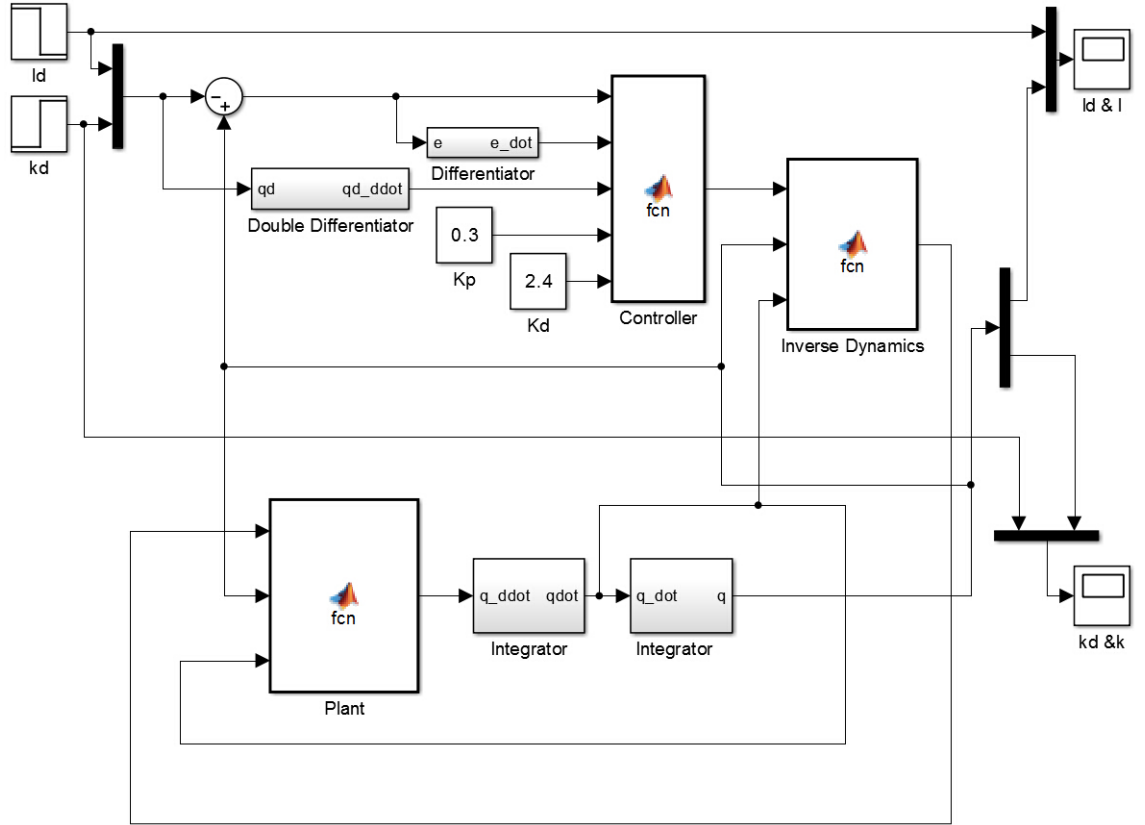 ld
kd
−
+
e e_dot
Differentiator
qd qd_ddot
Double Differentiator
0.3
Kp
2.4
Kd
fcn
Controller
fcn
Inverse Dynamics
ld & l
fcn
Plant
q_ddot qdot
Integrator
q_dot q
Integrator
kd &k